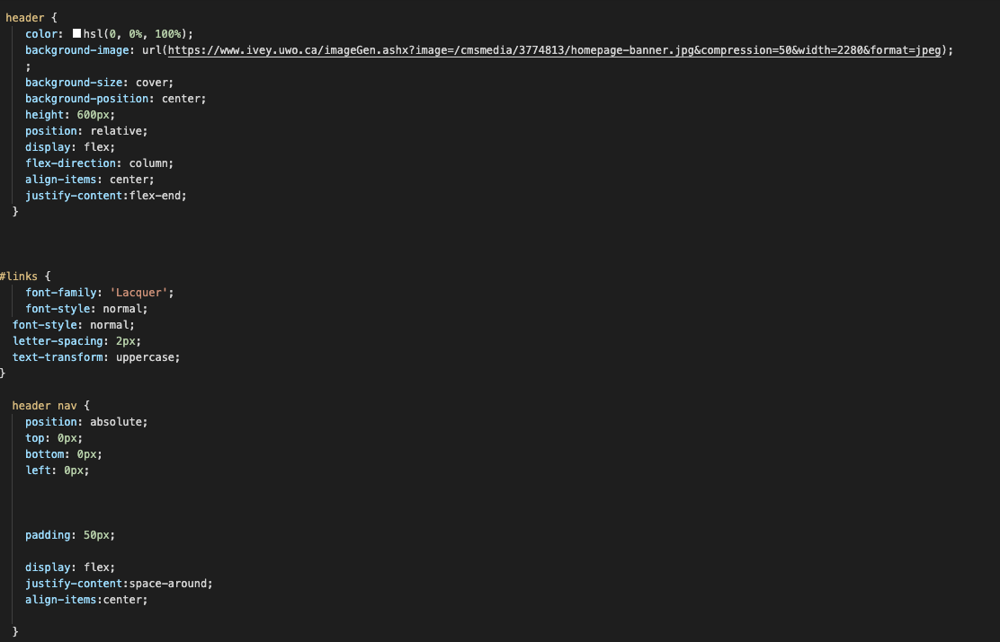 header {
color: hsl(0, 0%, 100%);
background-image: url(https://www.ivey.uwo.ca/imageGen.ashx?image=/cmsmedia/3774813/homepage-banner.jpg&compression=50&width=2280&format=jpeg);
;
background-size: cover;
background-position: center;
height: 600px;
position: relative;
display: flex;
flex-direction: column;
align-items: center;
justify-content:flex-end;
}
#links {
font-family: 'Lacquer';
font-style: normal;
font-style: normal;
letter-spacing: 2px;
text-transform: uppercase;
}
header nav {
position: absolute;
top: 0px;
bottom: 0px;
left: 0px;
padding: 50px;
display: flex;
justify-content:space-around;
align-items:center;
}